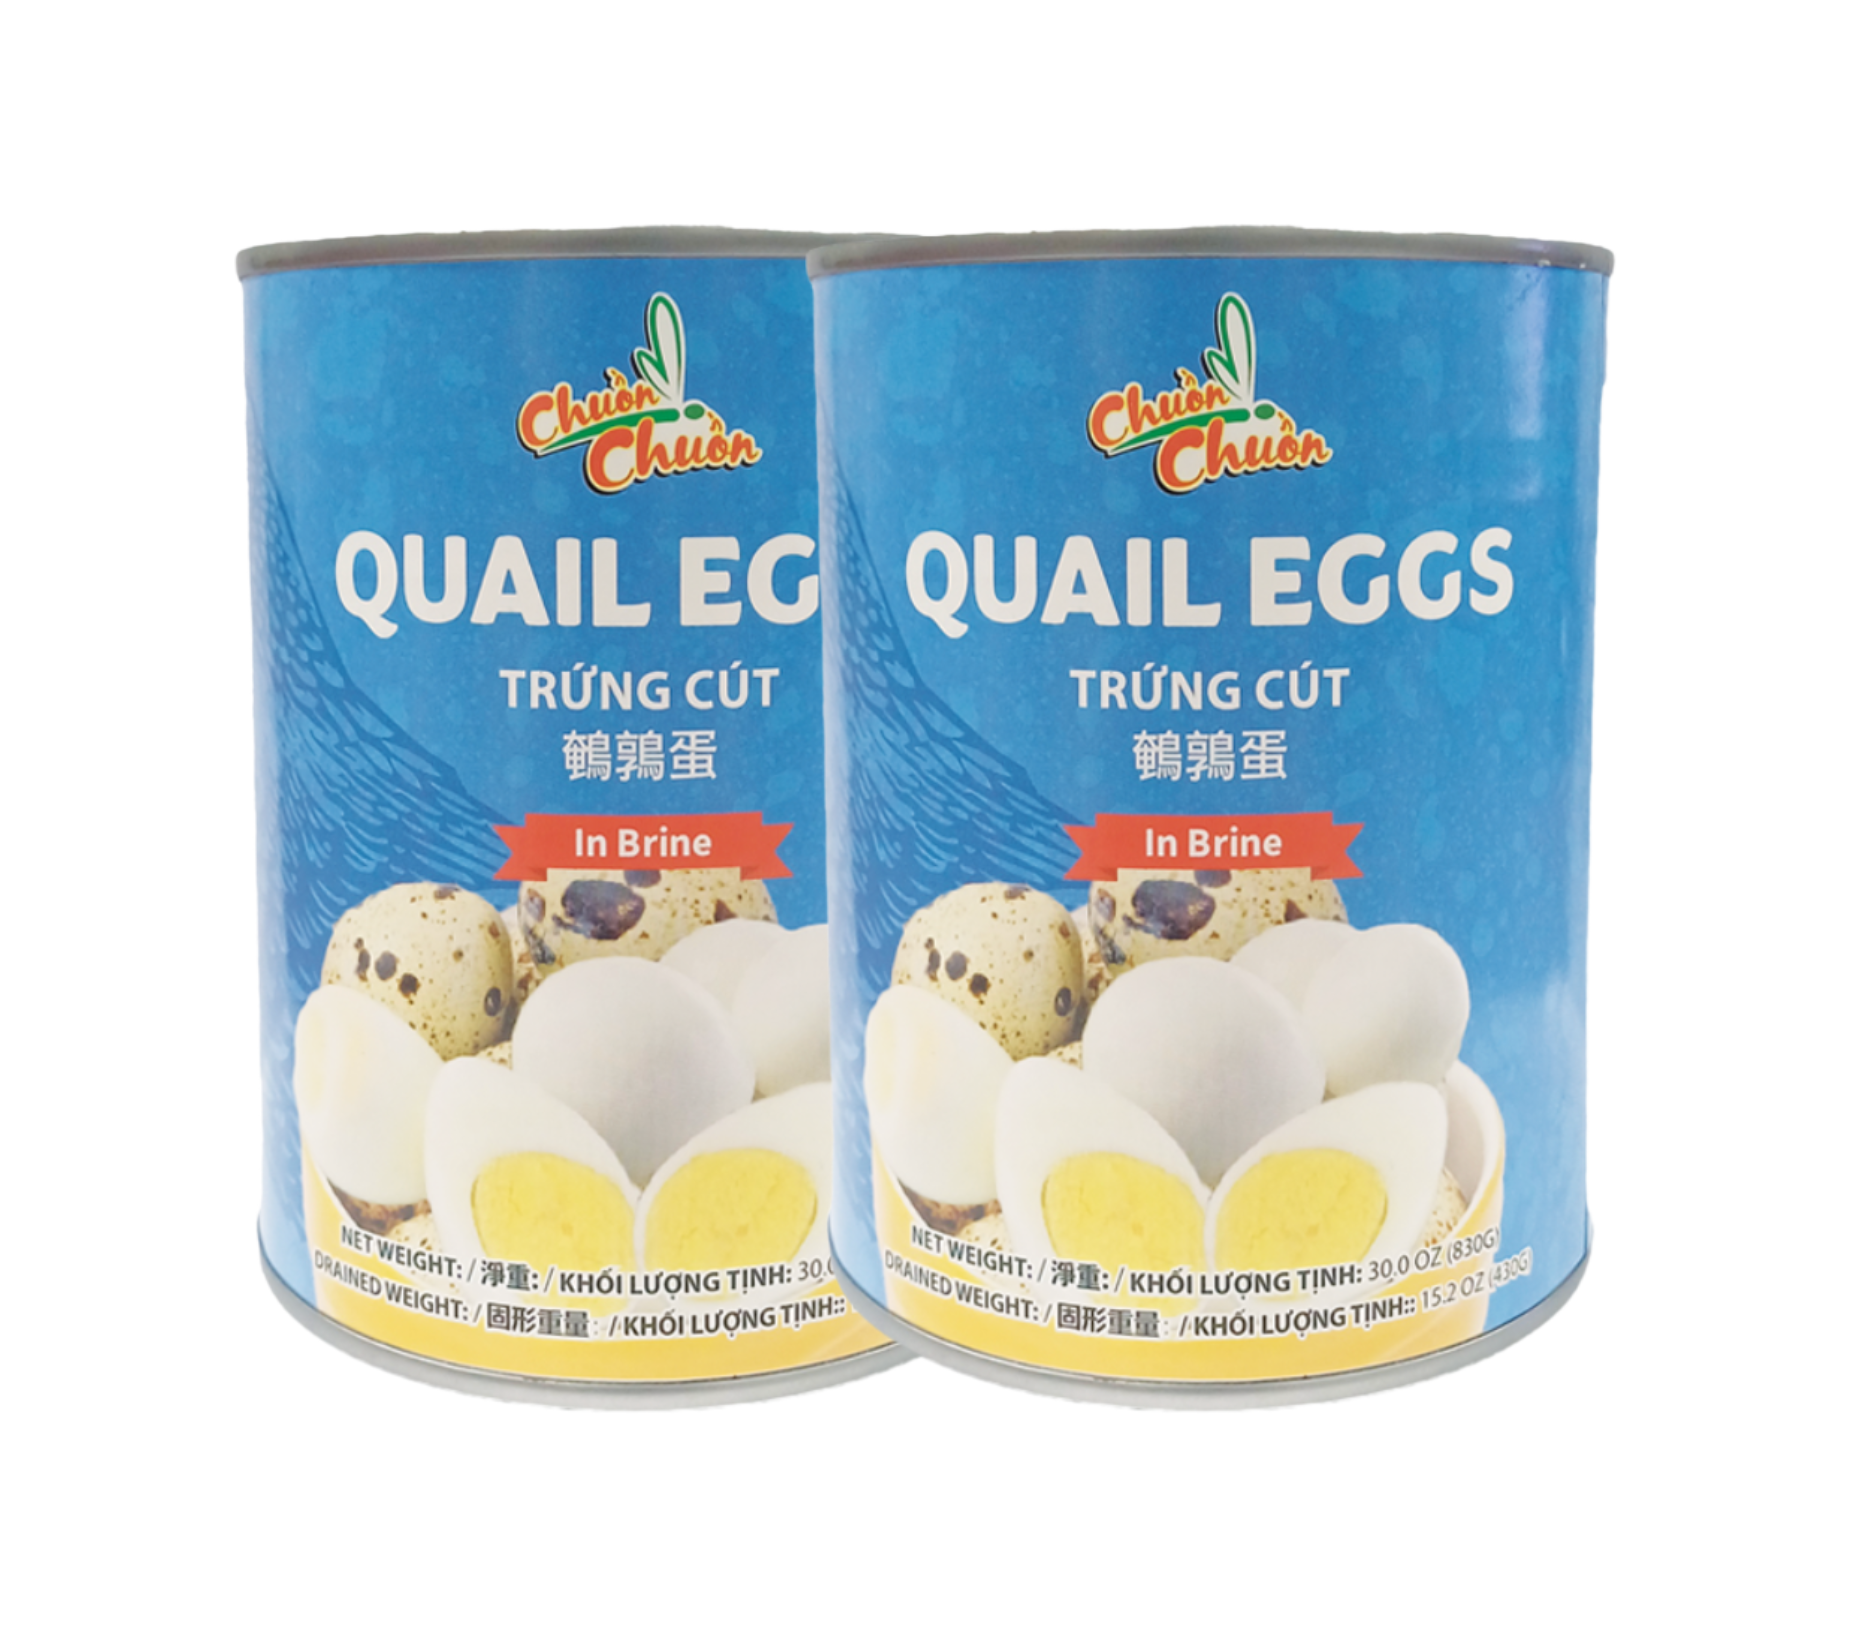 Chuồn
Chuồn
QUAIL EG
TRỨNG CÚT
鵪鶉蛋
In Brine
NET WEIGHT: / 淨重: / KHỐI LƯỢNG TỊNH: 30.0
DRAINED WEIGHT: / 固形重量: / KHỐI LƯỢNG TỊNH::
Chuồn
Chuồn
QUAIL EGGS
TRỨNG CÚT
鵪鶉蛋
In Brine
NET WEIGHT: / 淨重: / KHỐI LƯỢNG TỊNH: 30.0 OZ (830G)
DRAINED WEIGHT: / 固形重量: / KHỐI LƯỢNG TỊNH:: 15.2 OZ (430G)